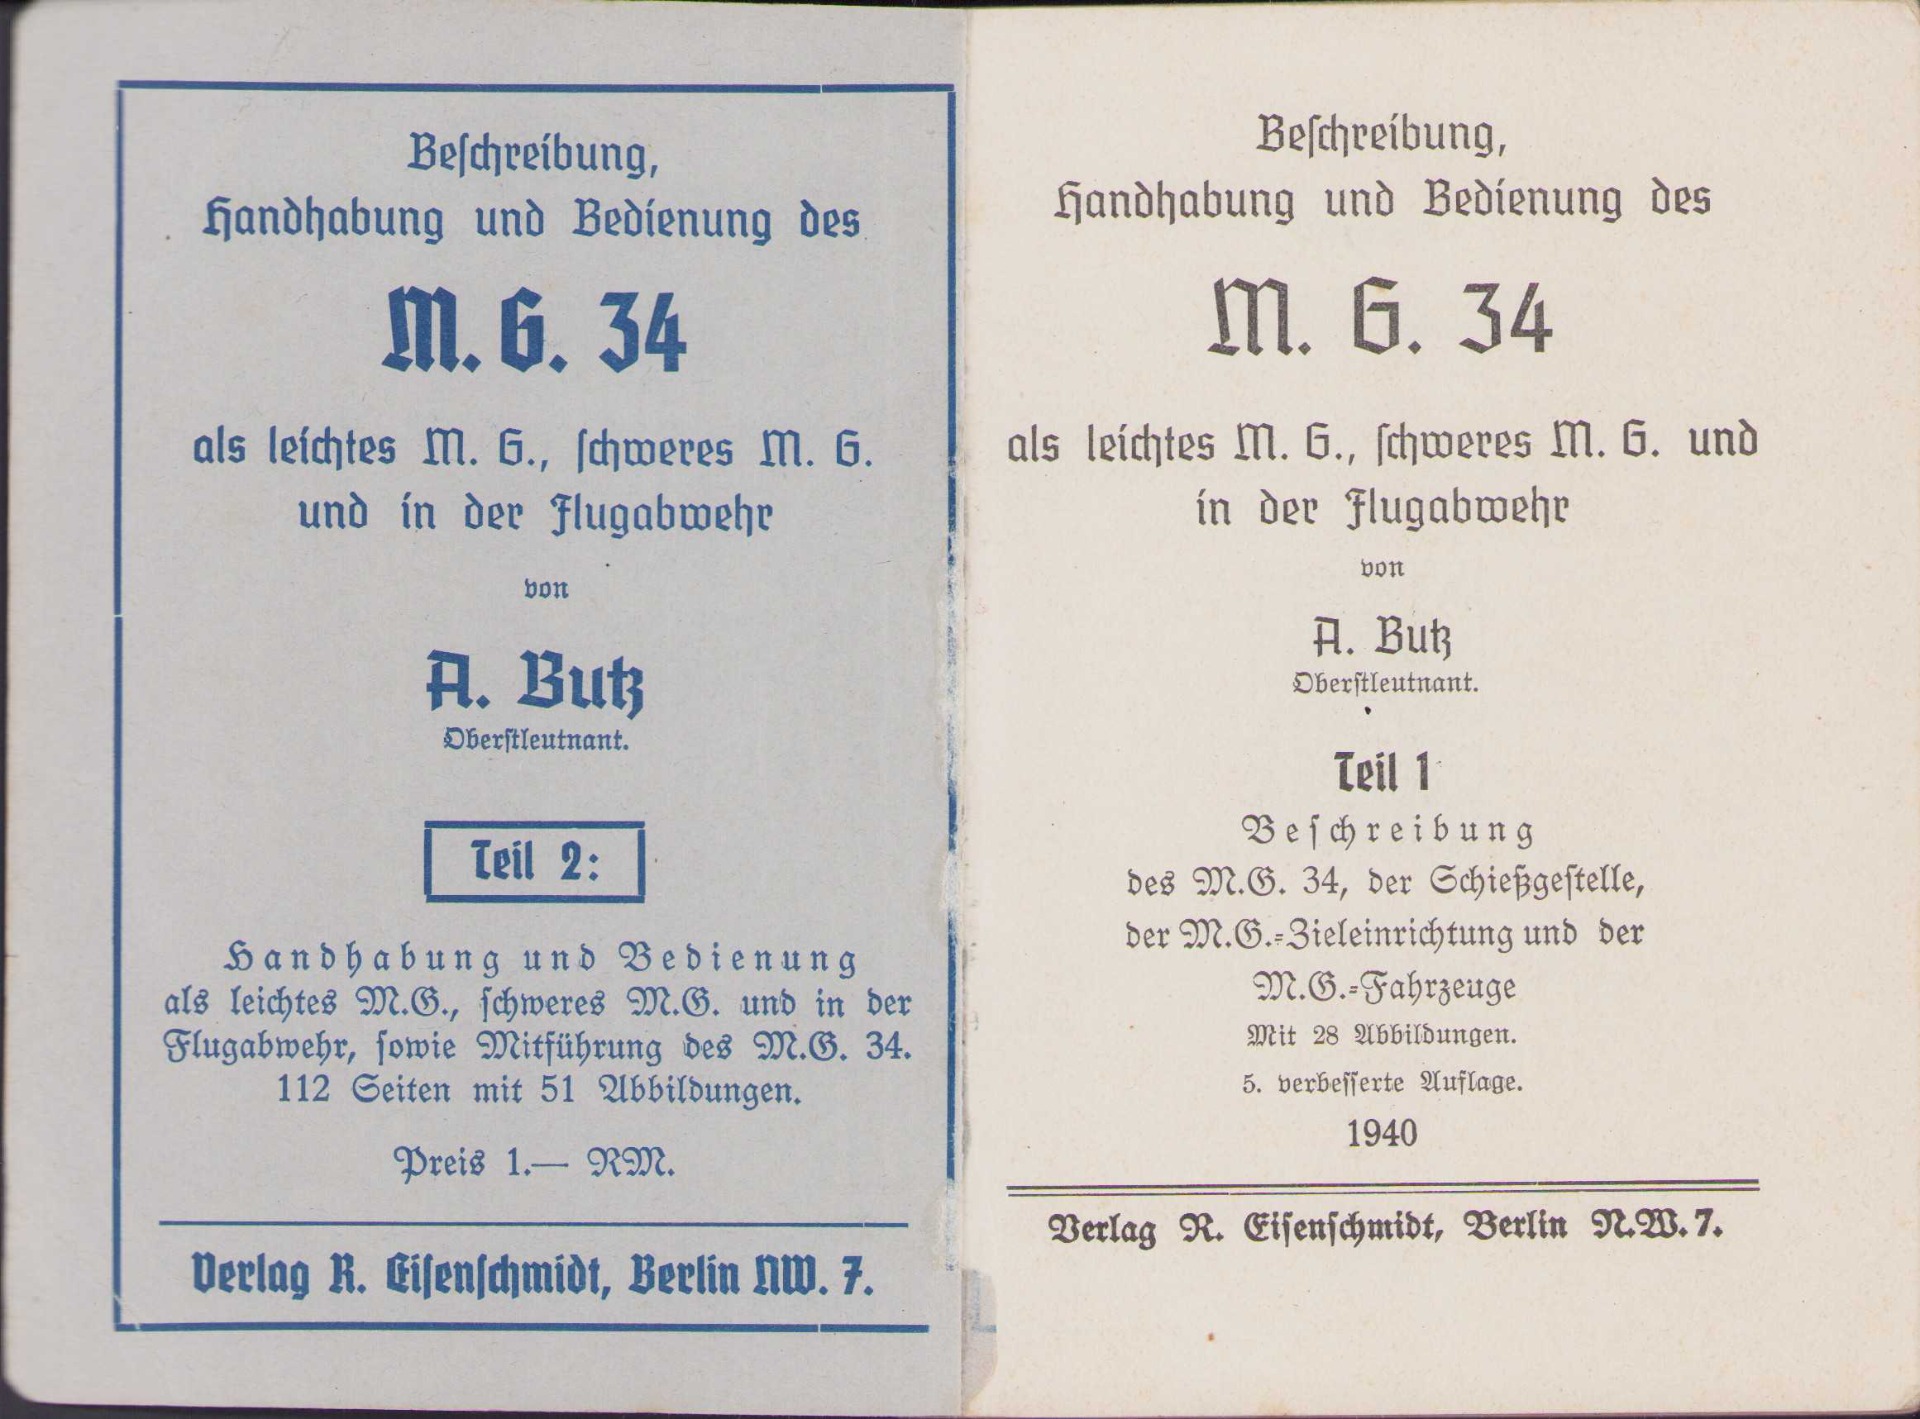 Beſchreibung,
Handhabung und Bedienung des
M. G. 34
als leichtes M. G., ſchweres M. G.
und in der Flugabwehr
von
A. Butz
Oberſtleutnant.
Teil 2:
Handhabung und Bedienung
als leichtes M.G., ſchweres M.G. und in der
Flugabwehr, ſowie Mitführung des M.G. 34.
112 Seiten mit 51 Abbildungen.
Preis 1.— RM.
Verlag R. Eiſenſchmidt, Berlin NW. 7.
Beſchreibung,
Handhabung und Bedienung des
M. G. 34
als leichtes M. G., ſchweres M. G. und
in der Flugabwehr
von
A. Butz
Oberſtleutnant.
Teil 1
Beſchreibung
des M.G. 34, der Schießgeſtelle,
der M.G.-Zieleinrichtung und der
M.G.-Fahrzeuge
Mit 28 Abbildungen.
5. verbeſſerte Auflage.
1940
Verlag R. Eiſenſchmidt, Berlin N.W. 7.